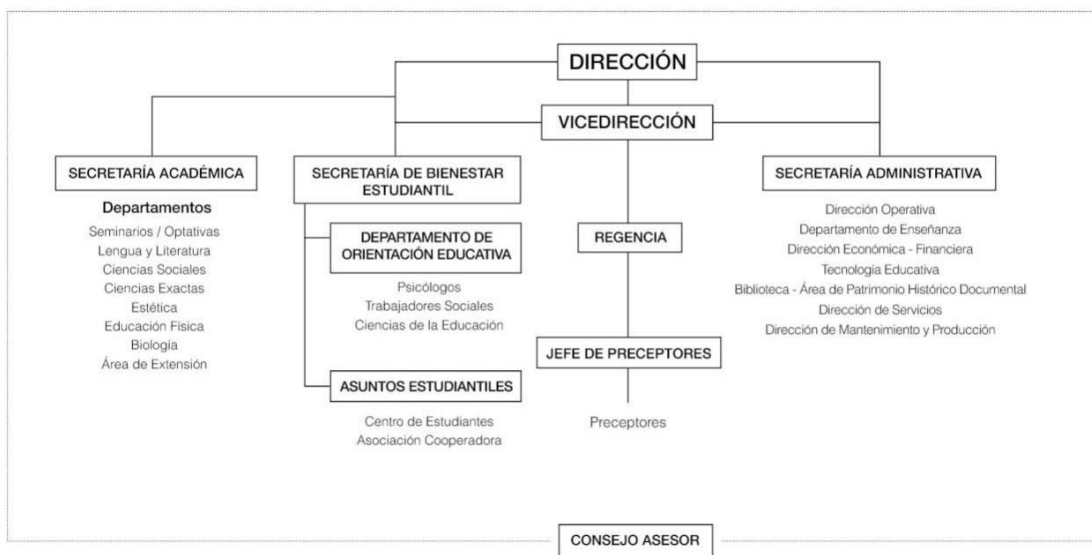 DIRECCIÓN
VICEDIRECCIÓN
SECRETARÍA ACADÉMICA
Departamentos
Seminarios / Optativas
Lengua y Literatura
Ciencias Sociales
Ciencias Exactas
Estética
Educación Física
Biología
Área de Extensión
SECRETARÍA DE BIENESTAR
ESTUDIANTIL
DEPARTAMENTO DE
ORIENTACIÓN EDUCATIVA
Psicólogos
Trabajadores Sociales
Ciencias de la Educación
ASUNTOS ESTUDIANTILES
Centro de Estudiantes
Asociación Cooperadora
REGENCIA
JEFE DE PRECEPTORES
Preceptores
SECRETARÍA ADMINISTRATIVA
Dirección Operativa
Departamento de Enseñanza
Dirección Económica - Financiera
Tecnología Educativa
Biblioteca - Área de Patrimonio Histórico Documental
Dirección de Servicios
Dirección de Mantenimiento y Producción
CONSEJO ASESOR